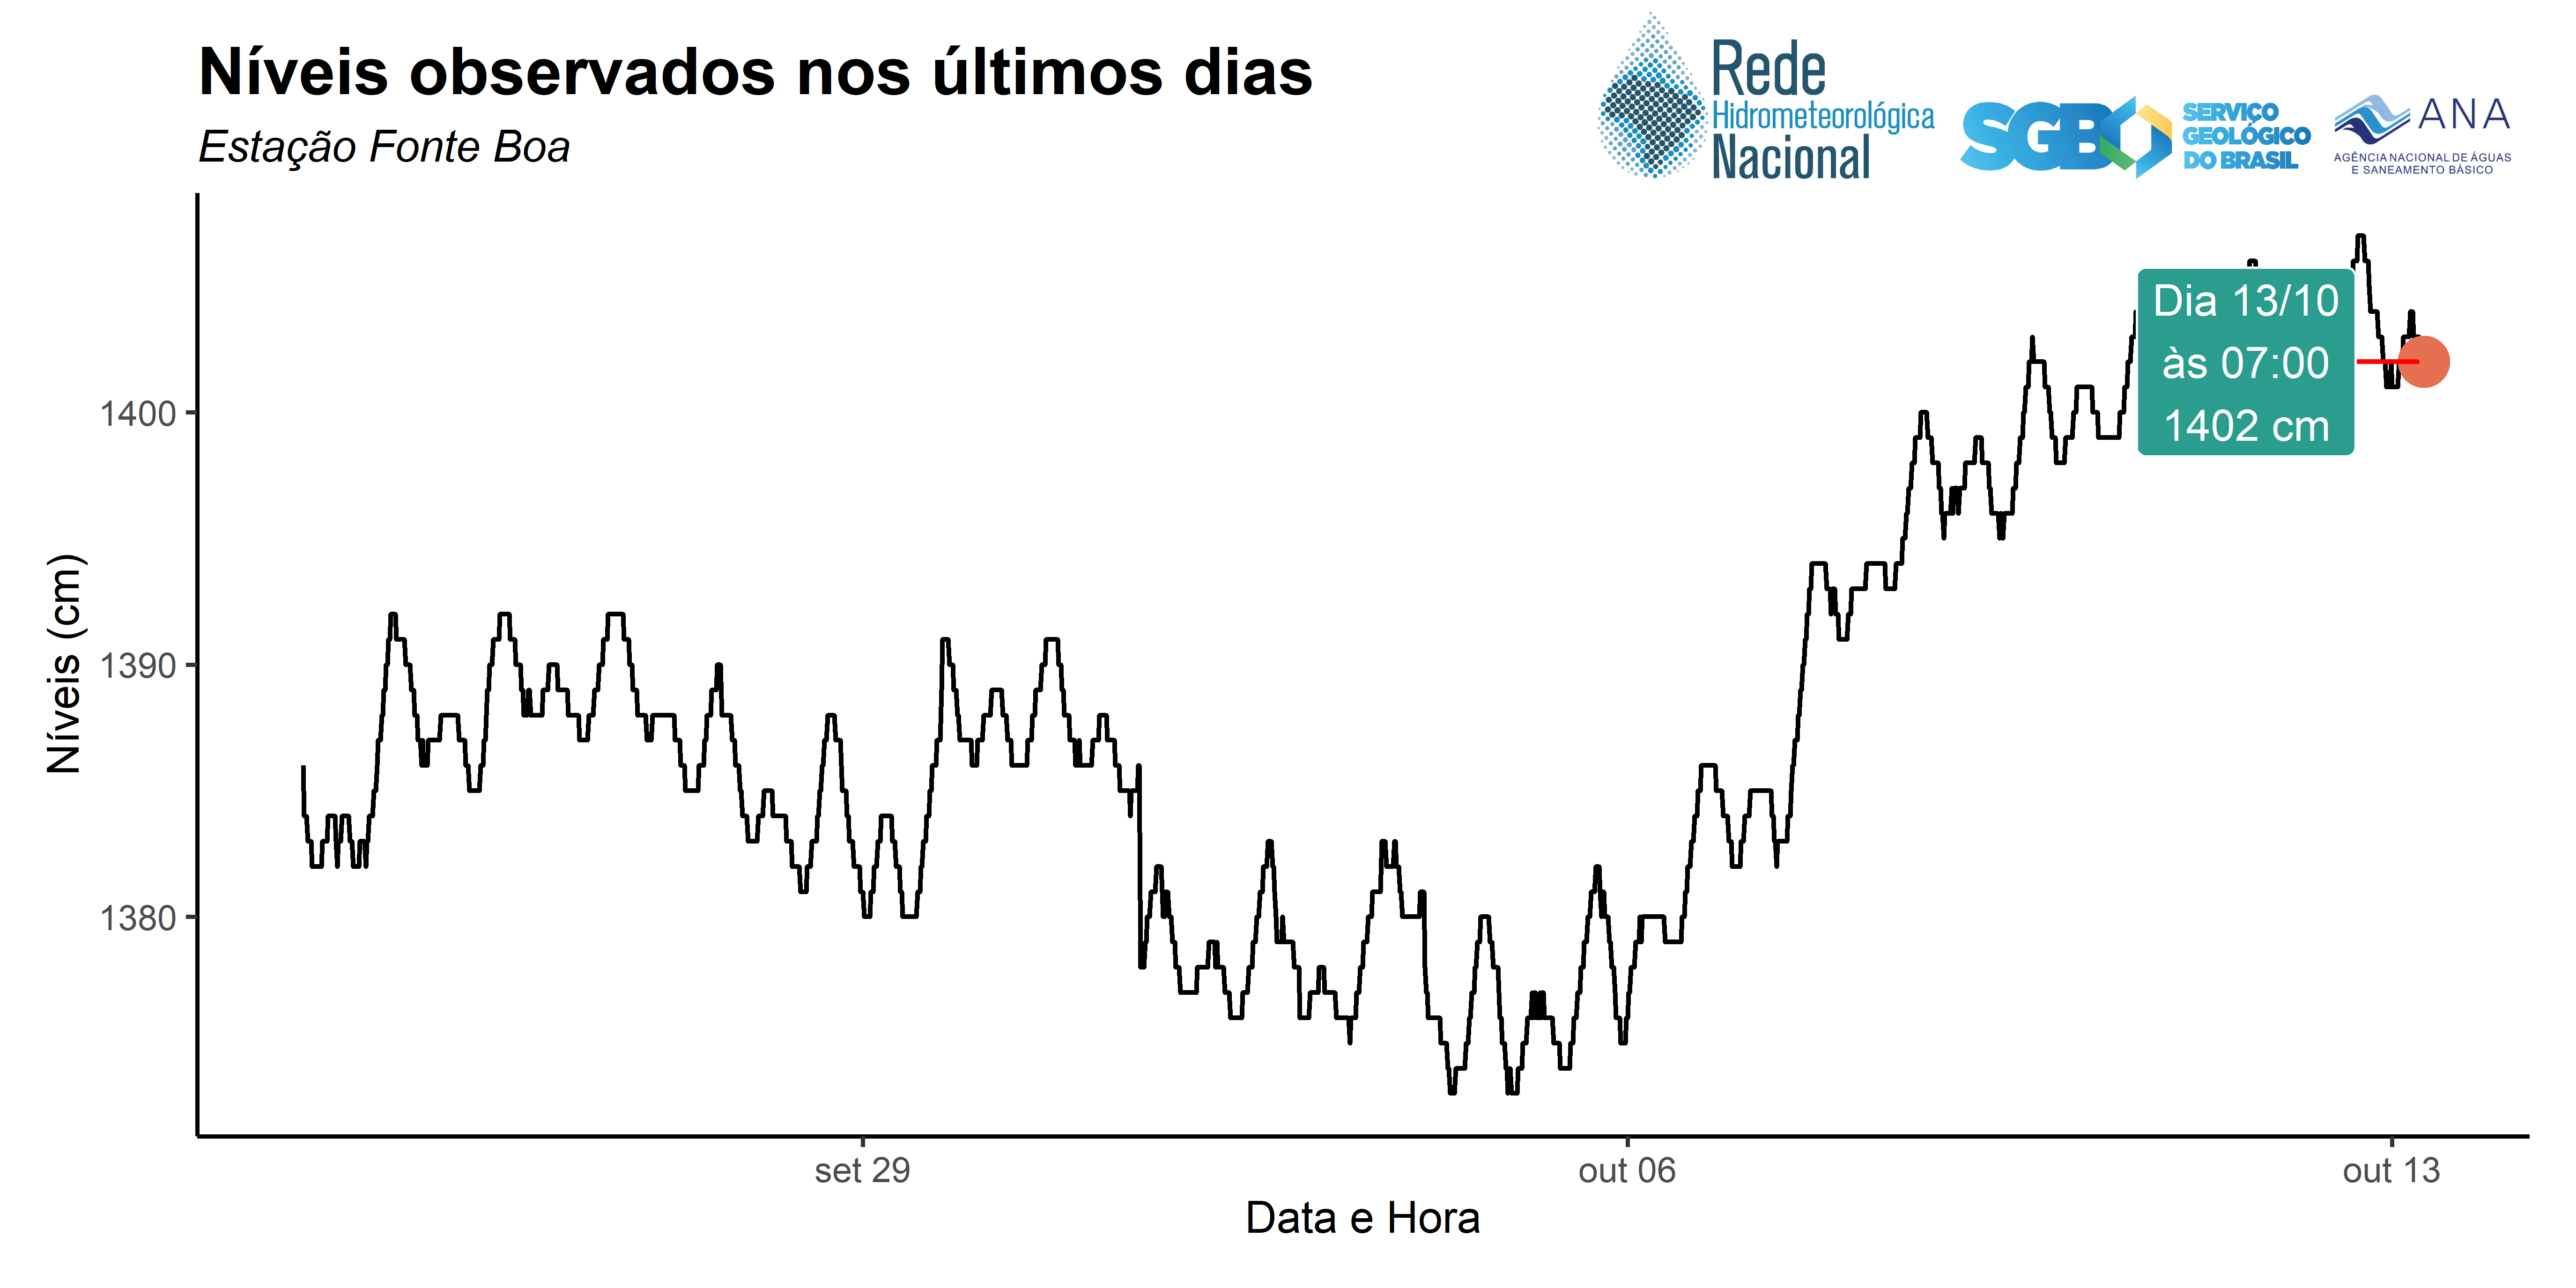 Níveis observados nos últimos dias
Estação Fonte Boa
Rede
Hidrometeorológica
Nacional
SGB
SERVIÇO
GEOLÓGICO
DO BRASIL
ANA
AGÊNCIA NACIONAL DE ÁGUAS
E SANEAMENTO BÁSICO
Dia 13/10
às 07:00
1402 cm
1400
1390
1380
Níveis (cm)
set 29
out 06
out 13
Data e Hora